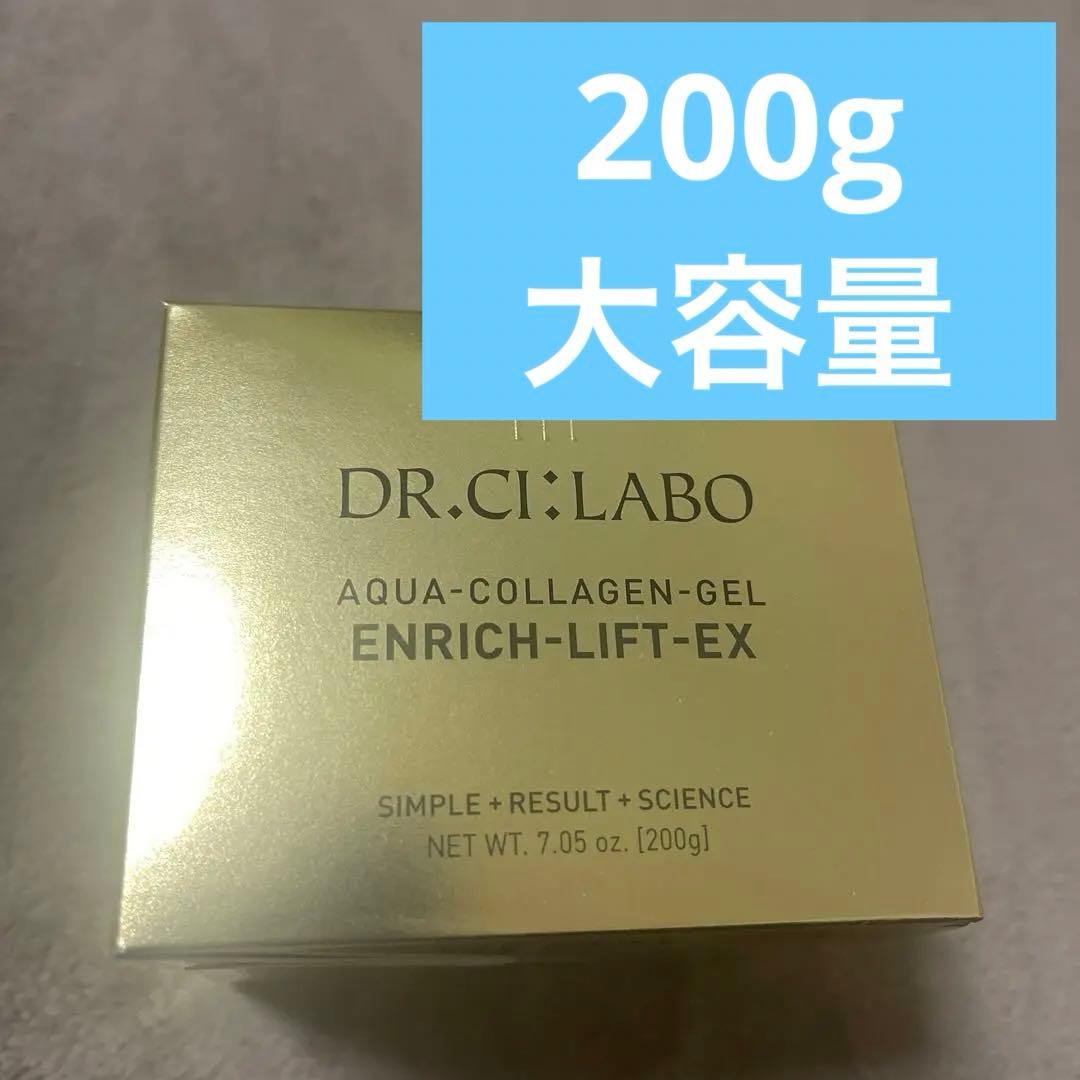 200g
大容量
DR.CI:LABO
AQUA-COLLAGEN-GEL
ENRICH-LIFT-EX
SIMPLE + RESULT + SCIENCE
NET WT. 7.05 oz. [200g]